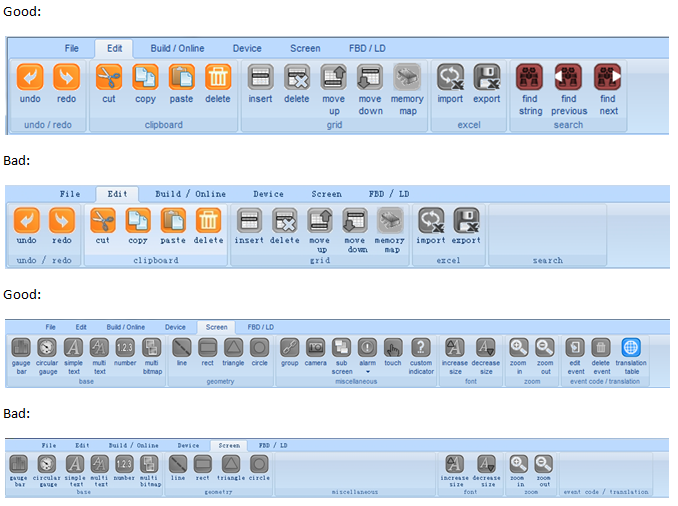 Good:
File Edit Build / Online Device Screen FBD / LD
undo redo cut copy paste delete insert delete move up move down memory map import export find string find previous find next
undo / redo clipboard grid excel search
Bad:
File Edit Build / Online Device Screen FBD / LD
undo redo cut copy paste delete insert delete move up move down memory map import export
undo / redo clipboard grid excel search
Good:
File Edit Build / Online Device Screen FBD / LD
1.2.3
gauge bar circular gauge simple text multi text number multi bitmap line rect triangle circle group camera sub screen alarm touch custom indicator increase size decrease size zoom in zoom out edit event delete event translation table
base geometry miscellaneous font zoom event code / translation
Bad:
File Edit Build / Online Device Screen FBD / LD
1.2.3
gauge bar circular gauge simple text multi text number multi bitmap line rect triangle circle increase size decrease size zoom in zoom out
base geometry miscellaneous font zoom event code / translation